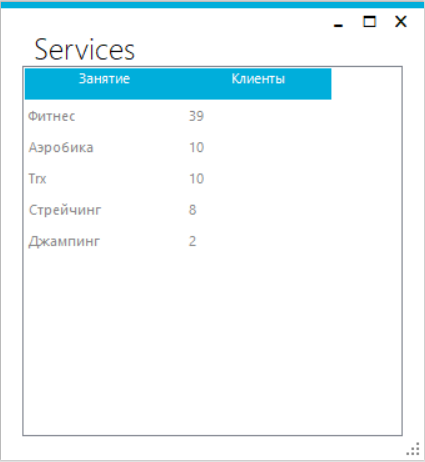 Services
Занятие Клиенты
Фитнес 39
Аэробика 10
Trx 10
Стрейчинг 8
Джампинг 2